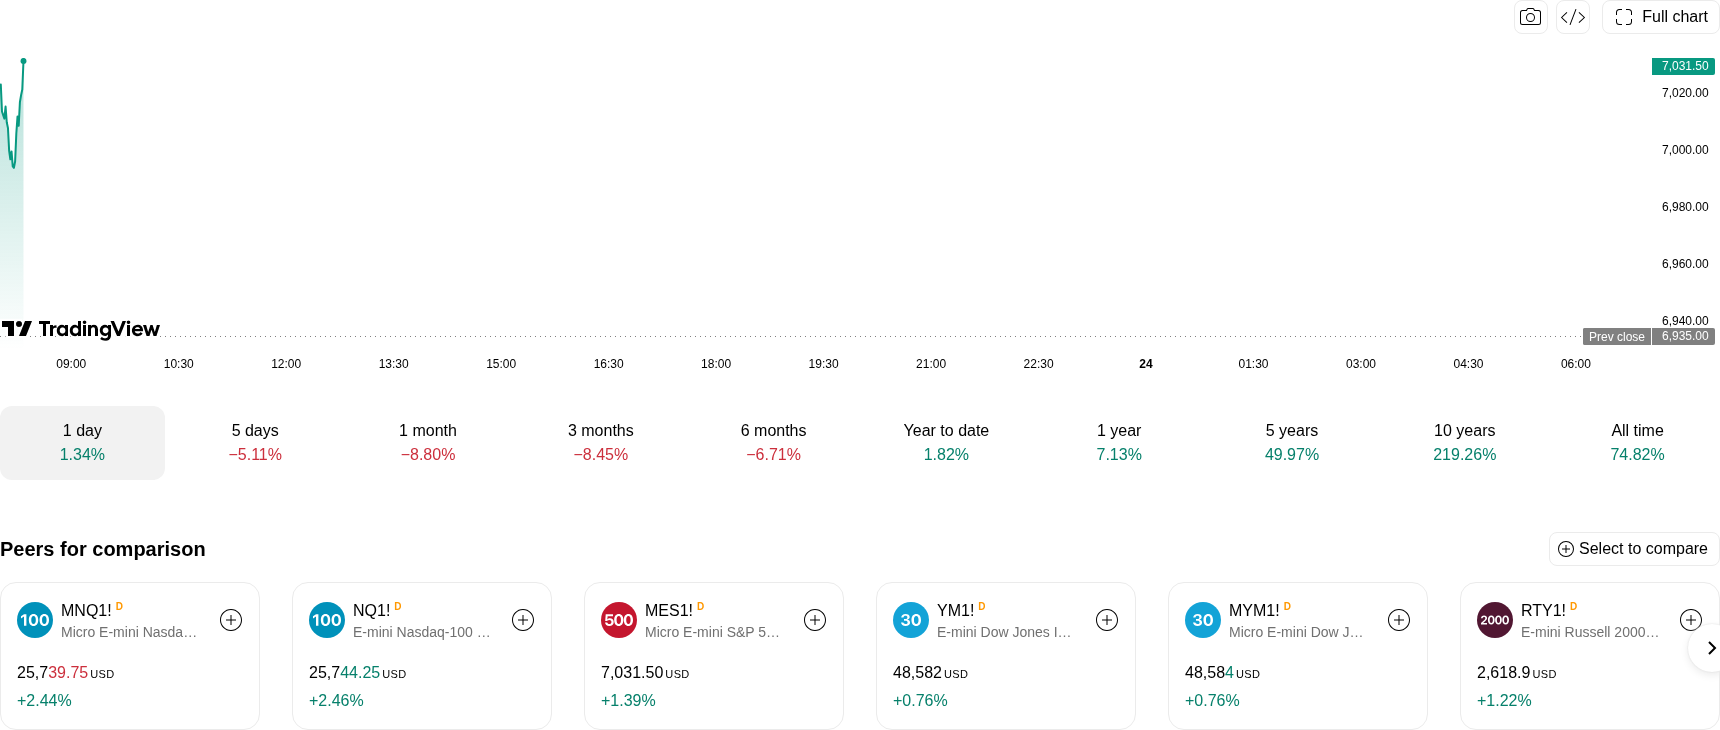 Full chart
7,031.50
7,020.00
7,000.00
6,980.00
6,960.00
6,940.00
TradingView
Prev close 6,935.00
09:00 10:30 12:00 13:30 15:00 16:30 18:00 19:30 21:00 22:30 24 01:30 03:00 04:30 06:00
1 day 5 days 1 month 3 months 6 months Year to date 1 year 5 years 10 years All time
1.34% −5.11% −8.80% −8.45% −6.71% 1.82% 7.13% 49.97% 219.26% 74.82%
Peers for comparison
Select to compare
100 MNQ1! D
Micro E-mini Nasda…
25,739.75 USD
+2.44%
100 NQ1! D
E-mini Nasdaq-100 …
25,744.25 USD
+2.46%
500 MES1! D
Micro E-mini S&P 5…
7,031.50 USD
+1.39%
30 YM1! D
E-mini Dow Jones I…
48,582 USD
+0.76%
30 MYM1! D
Micro E-mini Dow J…
48,584 USD
+0.76%
2000 RTY1! D
E-mini Russell 2000…
2,618.9 USD
+1.22%